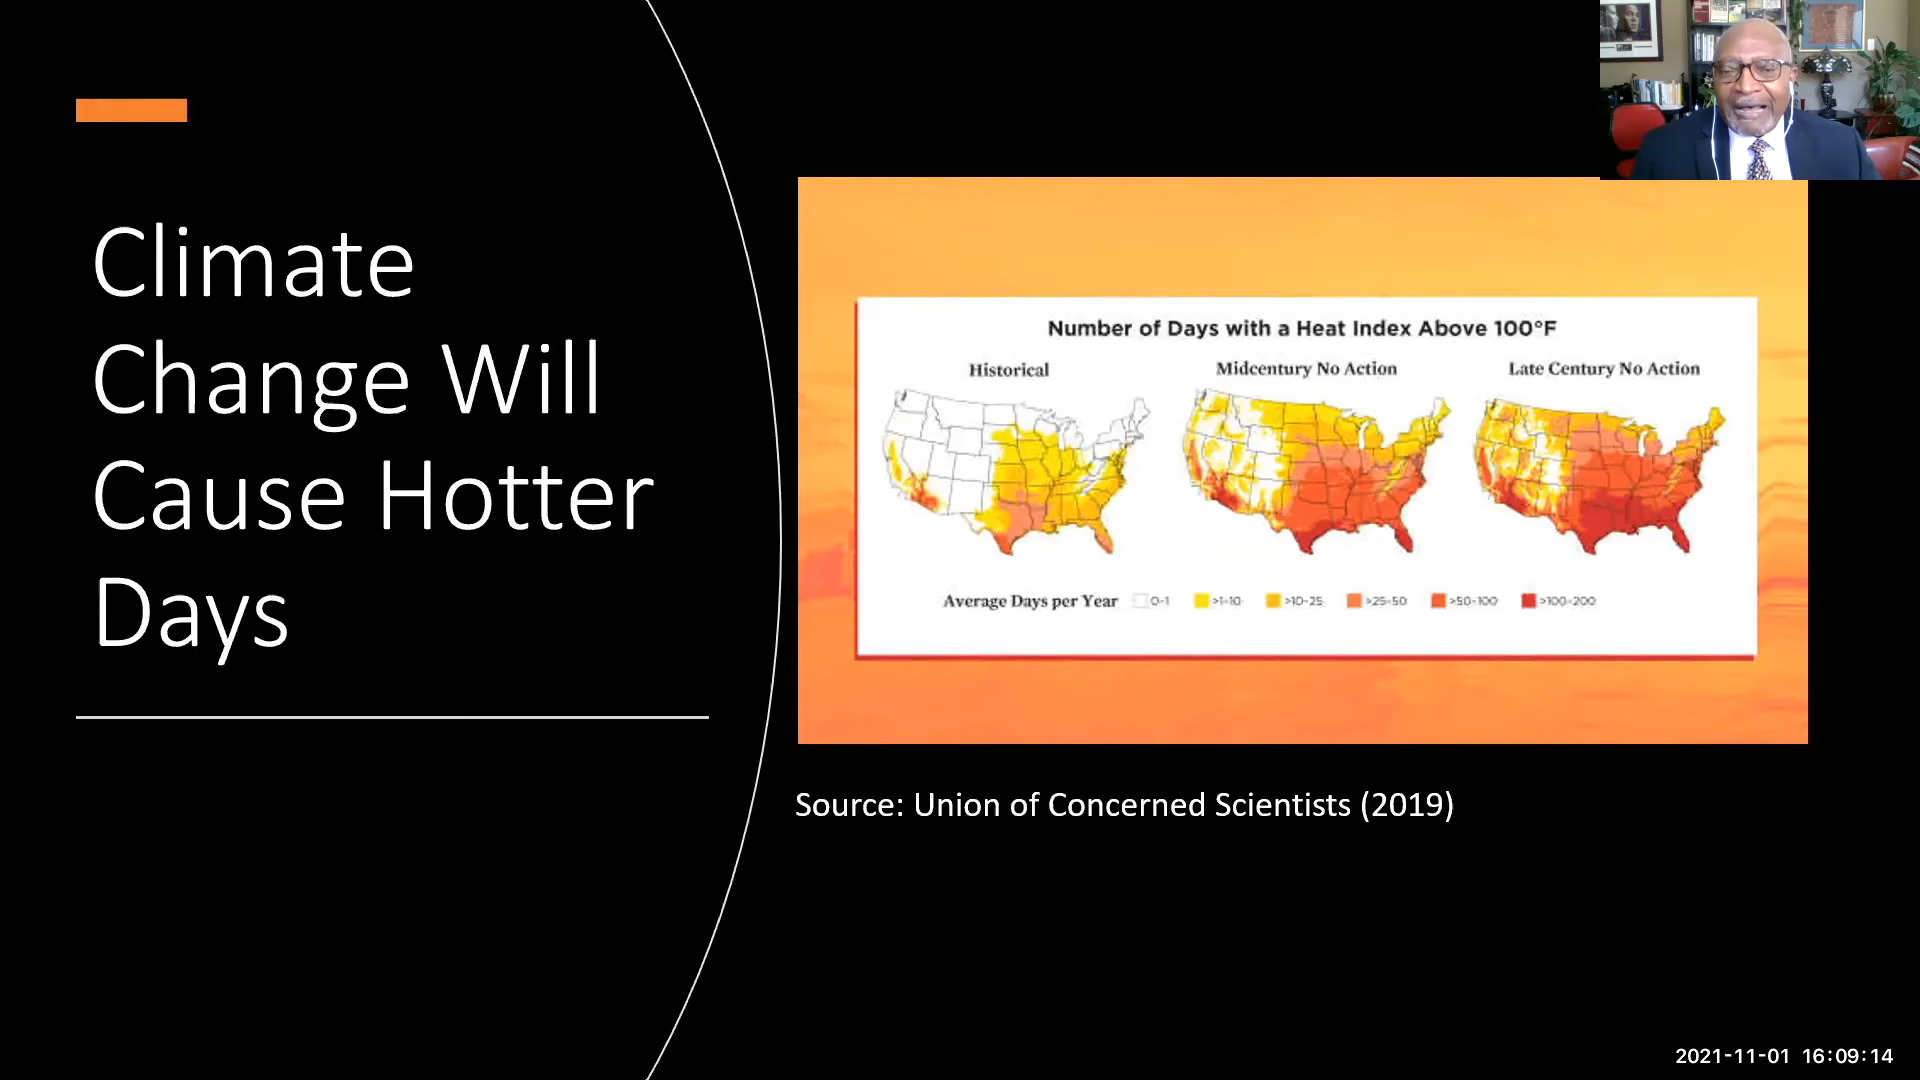 Climate
Change Will
Cause Hotter
Days
Number of Days with a Heat Index Above 100°F
Historical
Midcentury No Action
Late Century No Action
Average Days per Year 0-1 >1-10 >10-25 >25-50 >50-100 >100-200
Source: Union of Concerned Scientists (2019)
2021-11-01 16:09:14